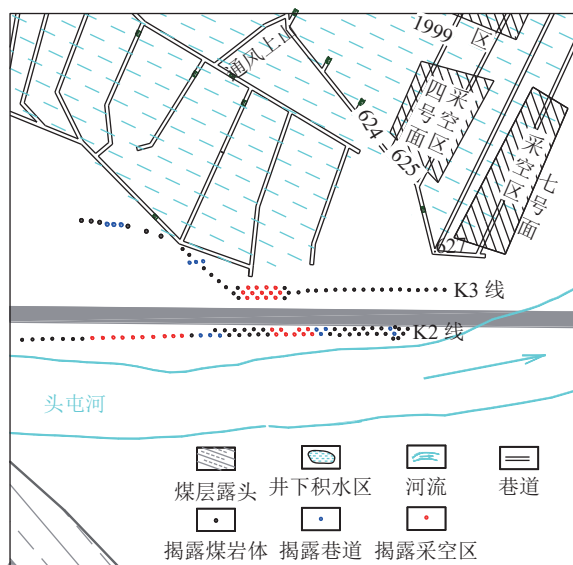 1999
区
通风上山
四号面
采空区
624 = 625
七号面
采空区
627
K3 线
K2 线
头屯河
煤层露头
井下积水区
河流
巷道
揭露煤岩体
揭露巷道
揭露采空区